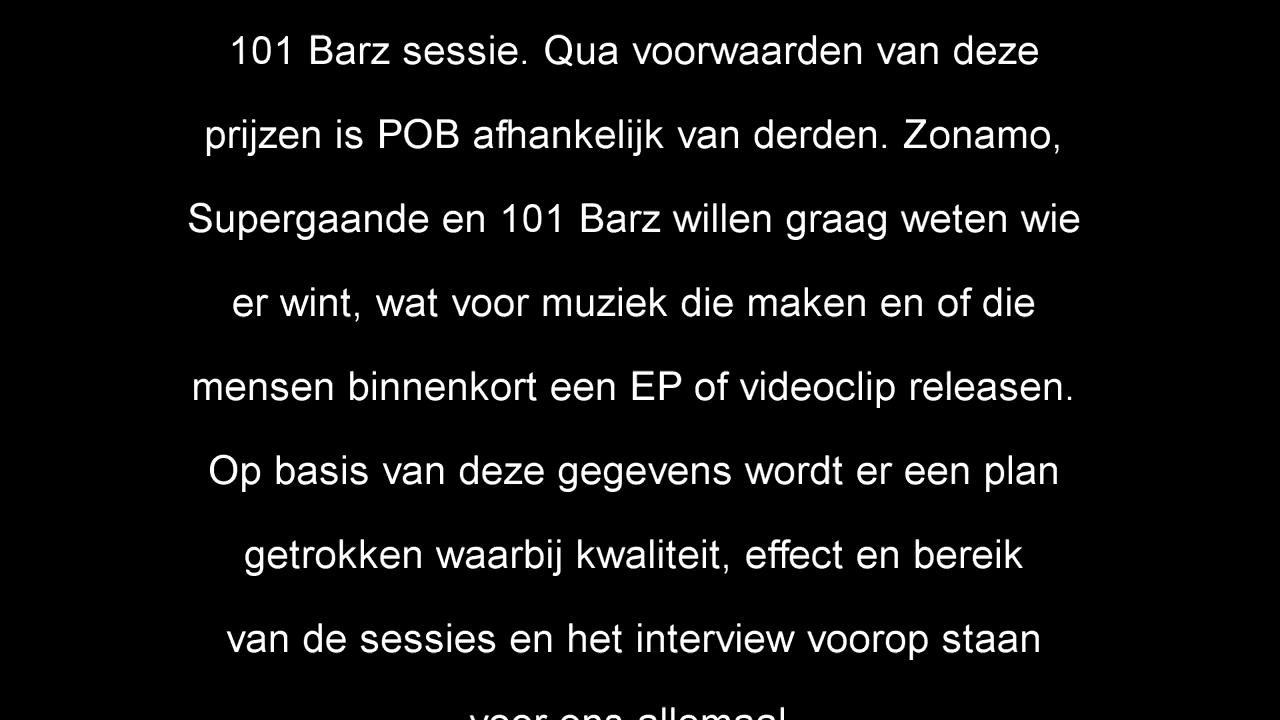 101 Barz sessie. Qua voorwaarden van deze
prijzen is POB afhankelijk van derden. Zonamo,
Supergaande en 101 Barz willen graag weten wie
er wint, wat voor muziek die maken en of die
mensen binnenkort een EP of videoclip releasen.
Op basis van deze gegevens wordt er een plan
getrokken waarbij kwaliteit, effect en bereik
van de sessies en het interview voorop staan
voor ons allemaal